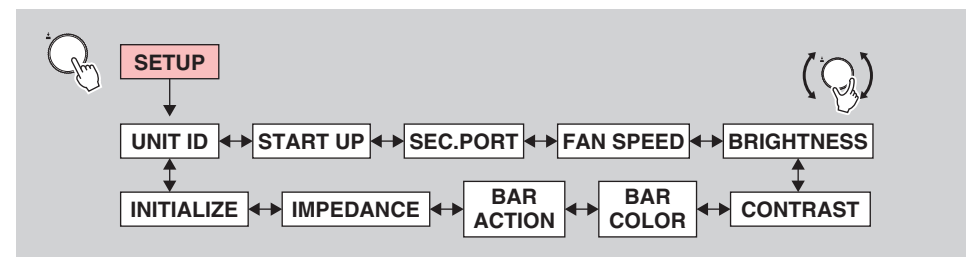 SETUP
UNIT ID START UP SEC.PORT FAN SPEED BRIGHTNESS
INITIALIZE IMPEDANCE BAR ACTION BAR COLOR CONTRAST